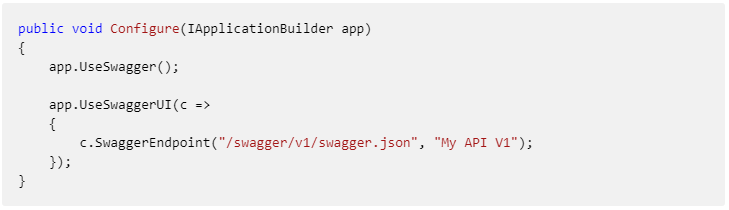 public void Configure(IApplicationBuilder app)
{
    app.UseSwagger();

    app.UseSwaggerUI(c =>
    {
        c.SwaggerEndpoint("/swagger/v1/swagger.json", "My API V1");
    });
}